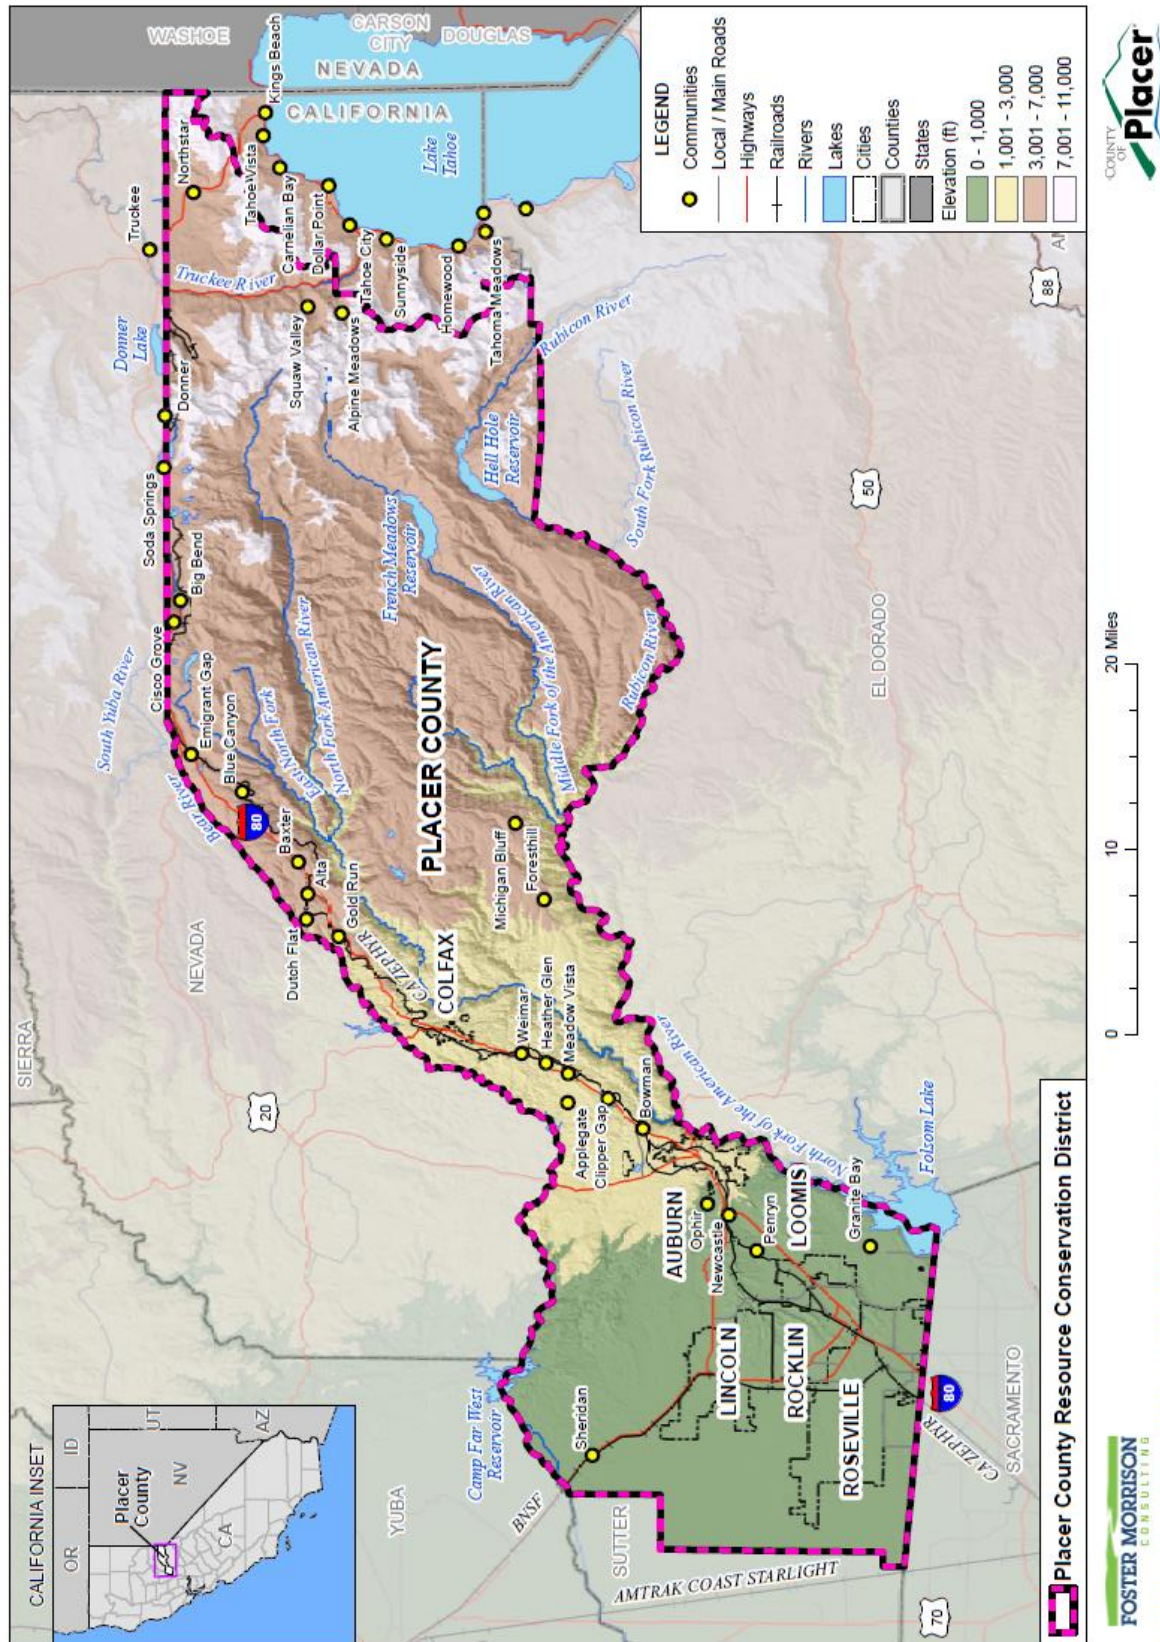 CALIFORNIA INSET
OR
ID
UT
NV
AZ
CA
Placer
County
SIERRA
NEVADA
YUBA
SUTTER
SACRAMENTO
EL DORADO
WASHOE
CARSON
CITY
DOUGLAS
NEVADA
CALIFORNIA
20
80
50
88
70
80
South Yuba River
Bear River
Donner
Lake
Truckee River
Truckee
Northstar
Kings Beach
Tahoe Vista
Carnelian Bay
Dollar Point
Tahoe City
Sunnyside
Homewood
Tahoma Meadows
Lake
Tahoe
Donner
Soda Springs
Big Bend
Cisco Grove
Emigrant Gap
Blue Canyon
Baxter
Alta
Dutch Flat
Gold Run
Squaw Valley
Alpine Meadows
East North Fork
North Fork American River
French Meadows
Reservoir
Hell Hole
Reservoir
Rubicon River
South Fork Rubicon River
Middle Fork of the American River
Rubicon River
PLACER COUNTY
Michigan Bluff
Foresthill
CA ZEPHYR
COLFAX
Weimar
Heather Glen
Meadow Vista
Applegate
Clipper Gap
Bowman
North Fork of the American River
AUBURN
Ophir
Newcastle
Penryn
LOOMIS
Granite Bay
Folsom Lake
Camp Far West
Reservoir
Sheridan
LINCOLN
ROCKLIN
ROSEVILLE
BNSF
AMTRAK COAST STARLIGHT
CA ZEPHYR
AM
LEGEND
Communities
Local / Main Roads
Highways
Railroads
Rivers
Lakes
Cities
Counties
States
Elevation (ft)
0 - 1,000
1,001 - 3,000
3,001 - 7,000
7,001 - 11,000
Placer County Resource Conservation District
0 10 20 Miles
FOSTER MORRISON
CONSULTING
COUNTY
OF
Placer